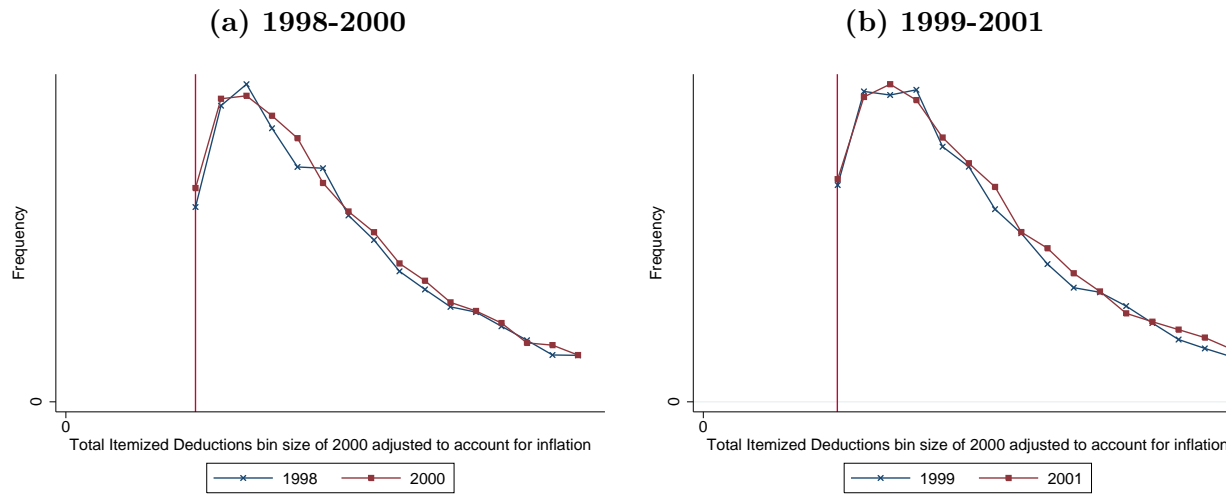 (a) 1998-2000
Frequency
0
0
Total Itemized Deductions bin size of 2000 adjusted to account for inflation
1998
2000
(b) 1999-2001
Frequency
0
0
Total Itemized Deductions bin size of 2000 adjusted to account for inflation
1999
2001